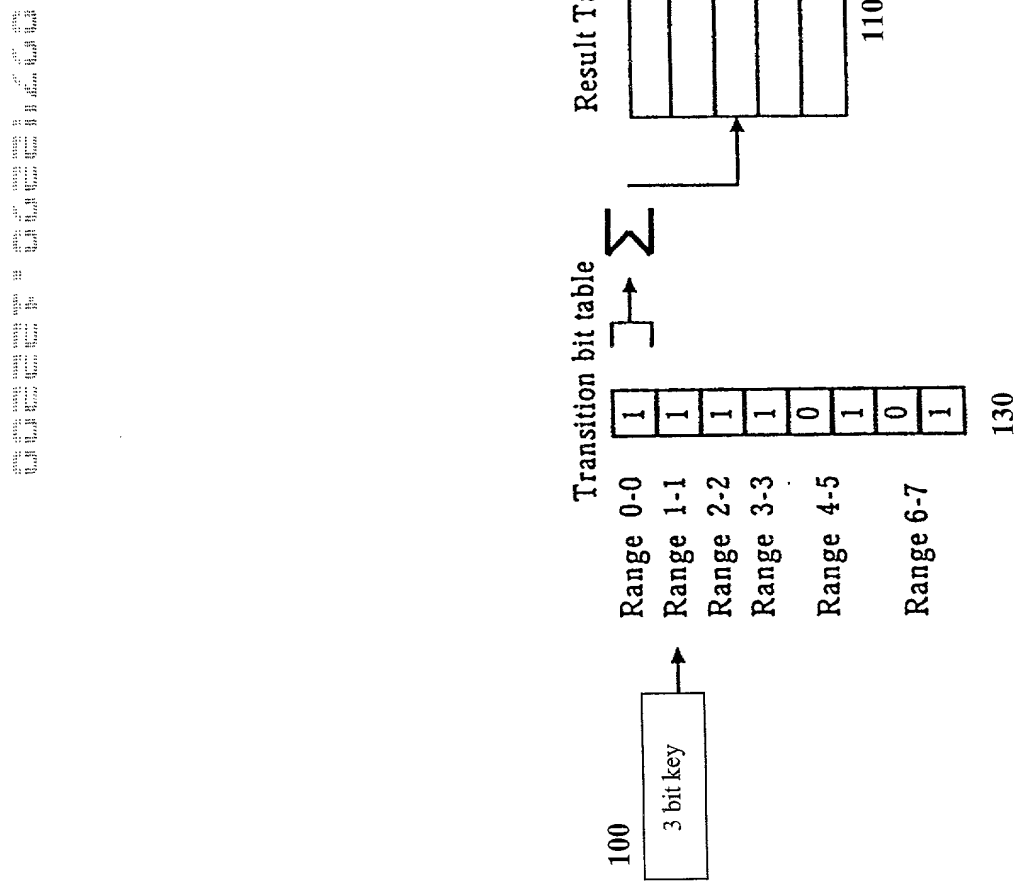 100
3 bit key
Range 0-0
Range 1-1
Range 2-2
Range 3-3
Range 4-5
Range 6-7
Transition bit table
1
1
1
1
0
1
0
1
130
Σ
Result Ta
110